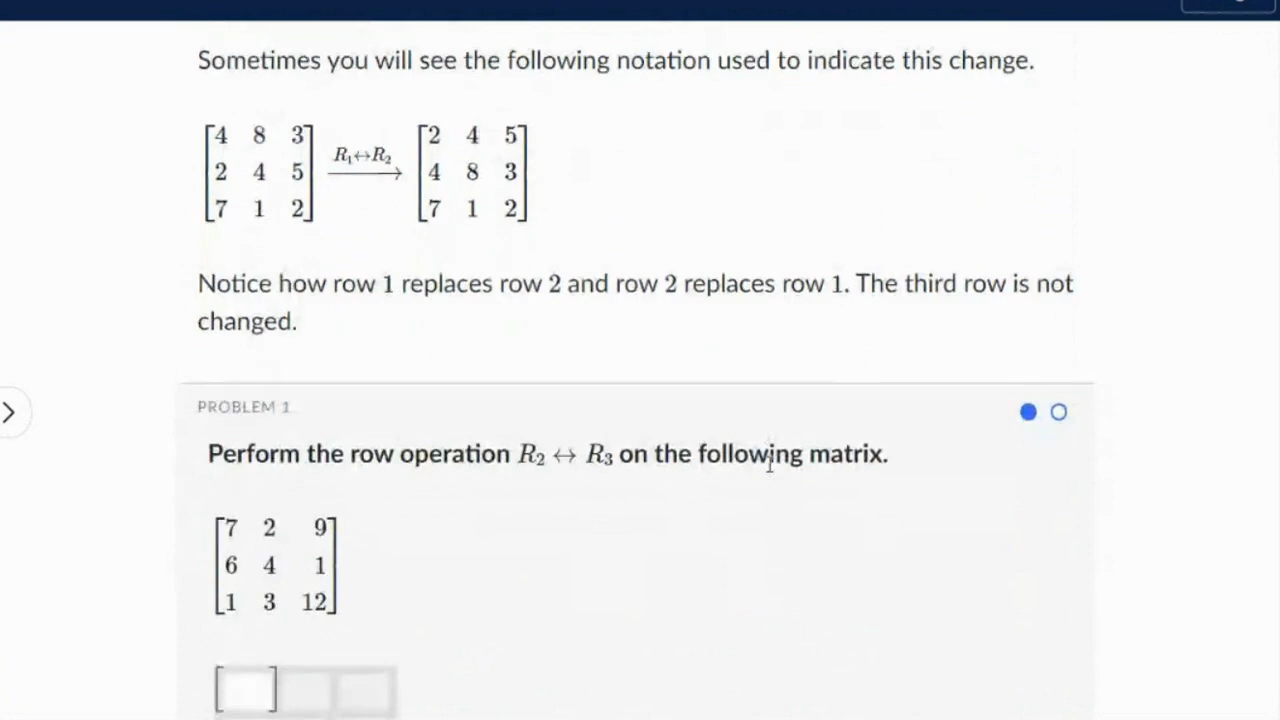 Sometimes you will see the following notation used to indicate this change.
[4 8 3] [2 4 5]
[2 4 5] R₁↔R₂ → [4 8 3]
[7 1 2] [7 1 2]
Notice how row 1 replaces row 2 and row 2 replaces row 1. The third row is not
changed.
PROBLEM 1
Perform the row operation R₂ ↔ R₃ on the following matrix.
[7 2 9]
[6 4 1]
[1 3 12]